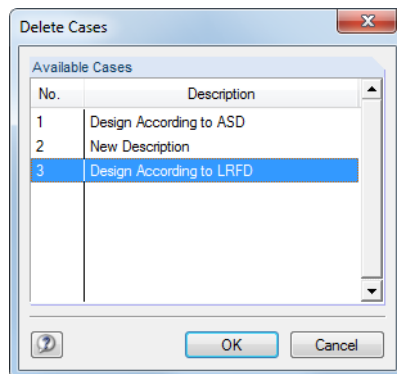 Delete Cases
Available Cases
No. Description
1 Design According to ASD
2 New Description
3 Design According to LRFD
OK Cancel